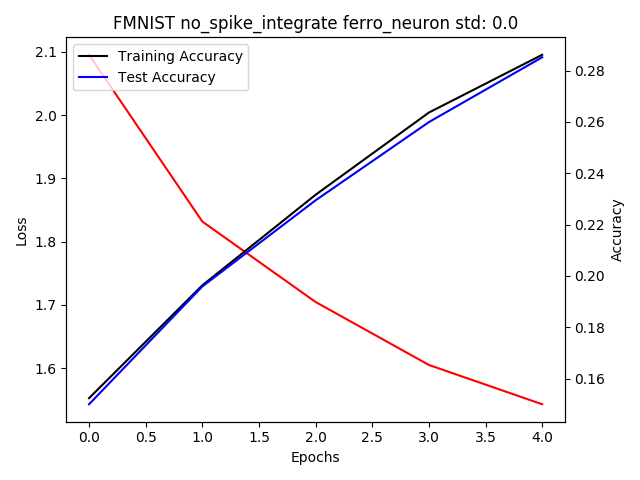 FMNIST no_spike_integrate ferro_neuron std: 0.0
Training Accuracy
Test Accuracy
2.1
2.0
1.9
1.8
1.7
1.6
Loss
0.28
0.26
0.24
0.22
0.20
0.18
0.16
Accuracy
0.0 0.5 1.0 1.5 2.0 2.5 3.0 3.5 4.0
Epochs